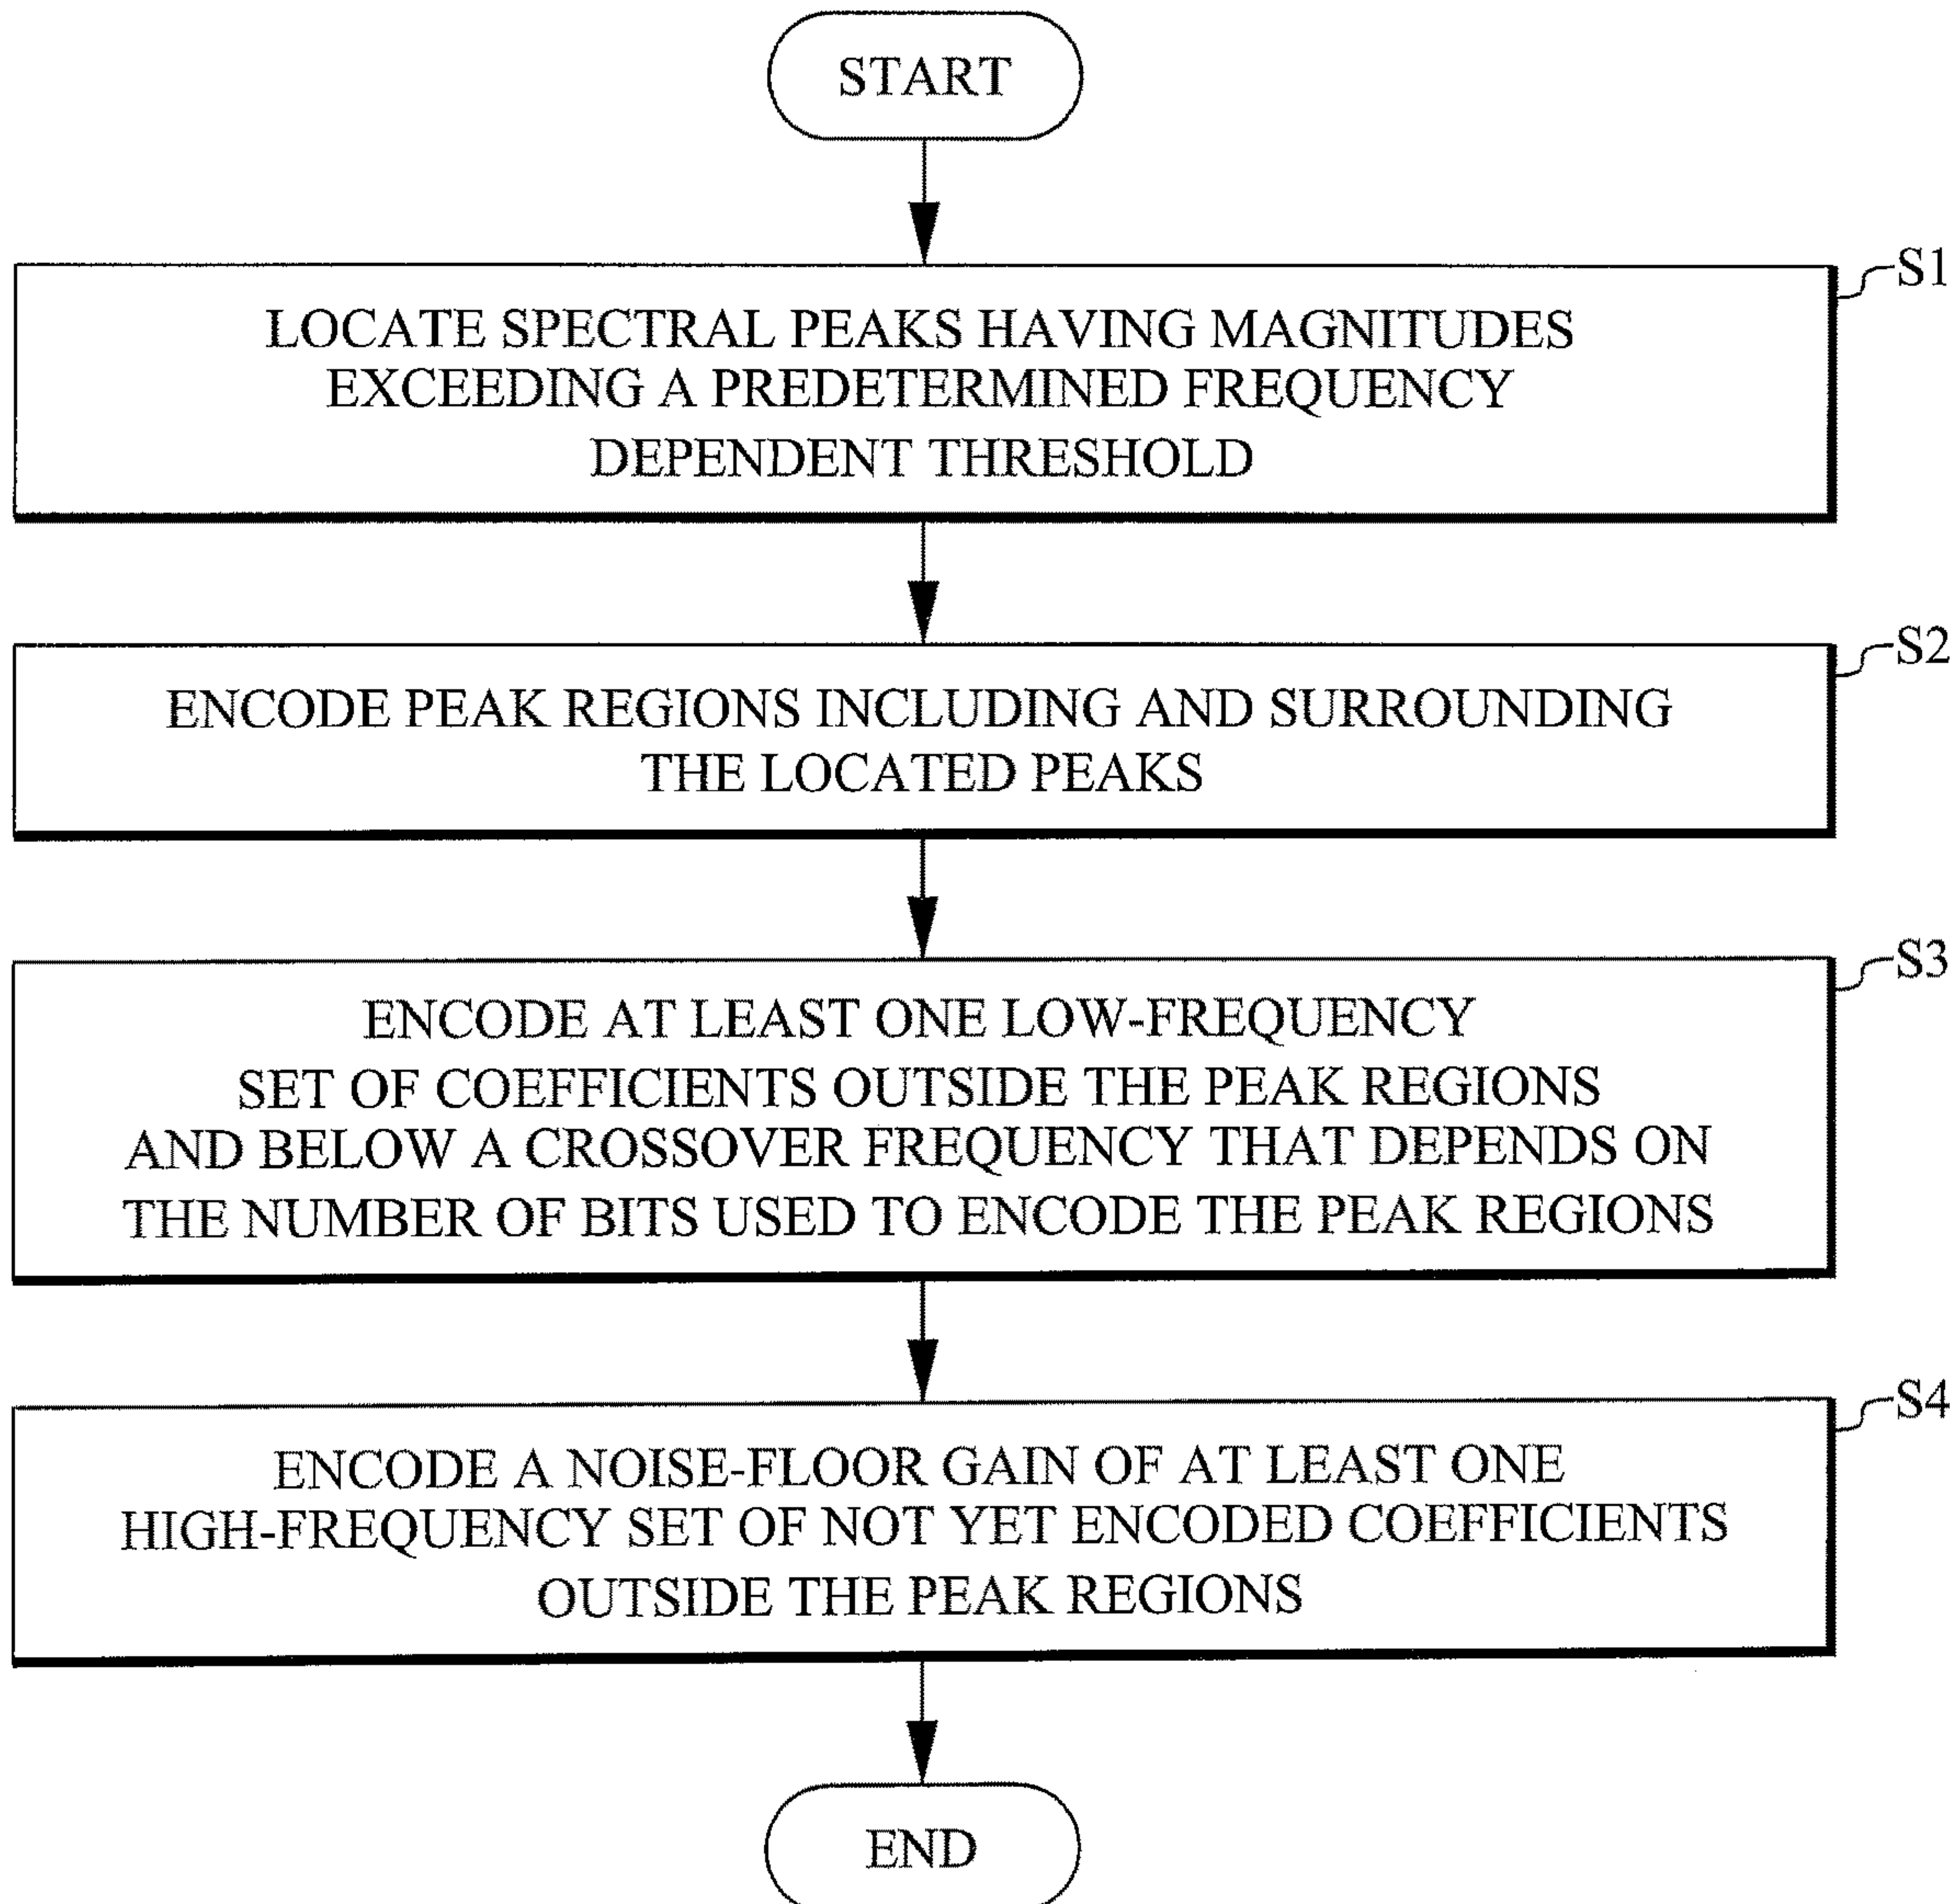 START
S1
LOCATE SPECTRAL PEAKS HAVING MAGNITUDES
EXCEEDING A PREDETERMINED FREQUENCY
DEPENDENT THRESHOLD
S2
ENCODE PEAK REGIONS INCLUDING AND SURROUNDING
THE LOCATED PEAKS
S3
ENCODE AT LEAST ONE LOW-FREQUENCY
SET OF COEFFICIENTS OUTSIDE THE PEAK REGIONS
AND BELOW A CROSSOVER FREQUENCY THAT DEPENDS ON
THE NUMBER OF BITS USED TO ENCODE THE PEAK REGIONS
S4
ENCODE A NOISE-FLOOR GAIN OF AT LEAST ONE
HIGH-FREQUENCY SET OF NOT YET ENCODED COEFFICIENTS
OUTSIDE THE PEAK REGIONS
END